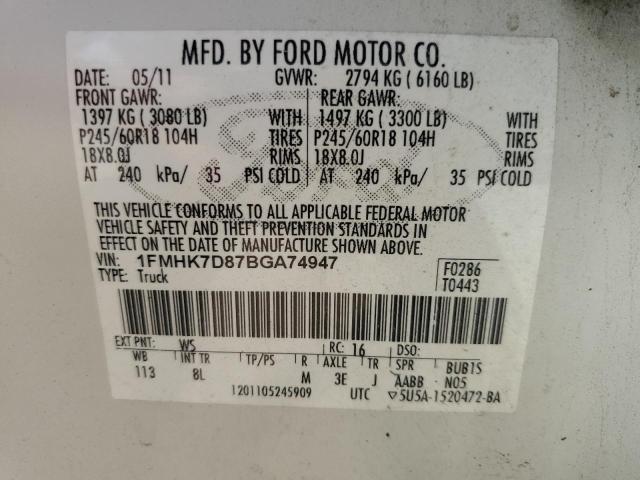 MFD. BY FORD MOTOR CO.
DATE: 05/11 GVWR: 2794 KG ( 6160 LB)
FRONT GAWR: REAR GAWR:
1397 KG ( 3080 LB) WITH 1497 KG ( 3300 LB) WITH
P245/60R18 104H TIRES P245/60R18 104H TIRES
18X8.0J RIMS 18X8.0J RIMS
AT 240 kPa/ 35 PSI COLD AT 240 kPa/ 35 PSI COLD
Ford
THIS VEHICLE CONFORMS TO ALL APPLICABLE FEDERAL MOTOR
VEHICLE SAFETY AND THEFT PREVENTION STANDARDS IN
EFFECT ON THE DATE OF MANUFACTURE SHOWN ABOVE.
VIN: 1FMHK7D87BGA74947 F0286
TYPE: Truck T0443
EXT PNT: WS RC: 16 DSO:
WB INT TR TP/PS R AXLE TR SPR BUB1S
113 8L M 3E J AABB N05
1201105245909 UTC ▽5U5A-1520472-BA